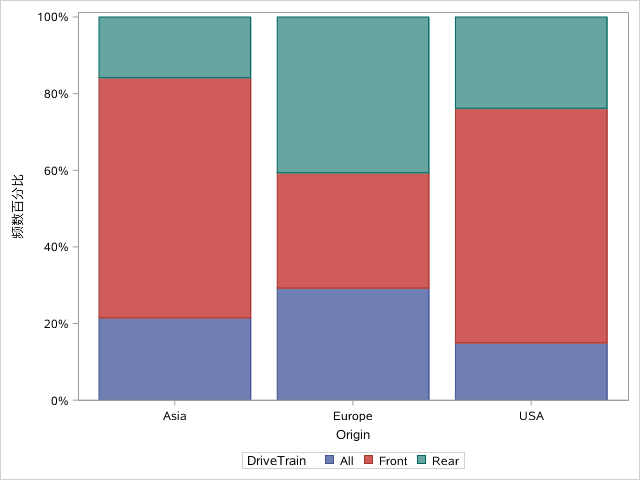 100%
80%
60%
40%
20%
0%
频数百分比
Asia
Europe
USA
Origin
DriveTrain All Front Rear